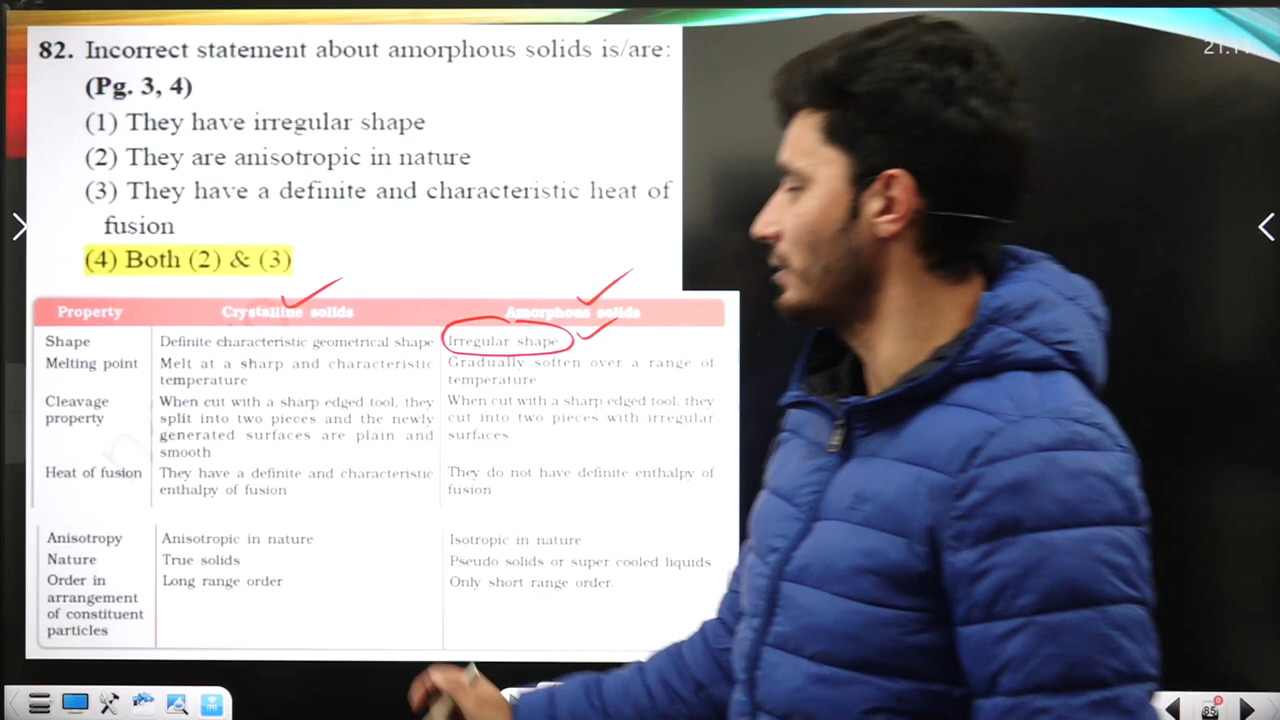 82. Incorrect statement about amorphous solids is/are:
(Pg. 3, 4)
(1) They have irregular shape
(2) They are anisotropic in nature
(3) They have a definite and characteristic heat of
fusion
(4) Both (2) & (3)
Property Crystalline solids Amorphous solids
Shape Definite characteristic geometrical shape Irregular shape
Melting point Melt at a sharp and characteristic Gradually soften over a range of
temperature temperature
Cleavage When cut with a sharp edged tool, they When cut with a sharp edged tool, they
property split into two pieces and the newly cut into two pieces with irregular
generated surfaces are plain and surfaces
smooth
Heat of fusion They have a definite and characteristic They do not have definite enthalpy of
enthalpy of fusion fusion
Anisotropy Anisotropic in nature Isotropic in nature
Nature True solids Pseudo solids or super cooled liquids
Order in Long range order Only short range order.
arrangement
of constituent
particles
85